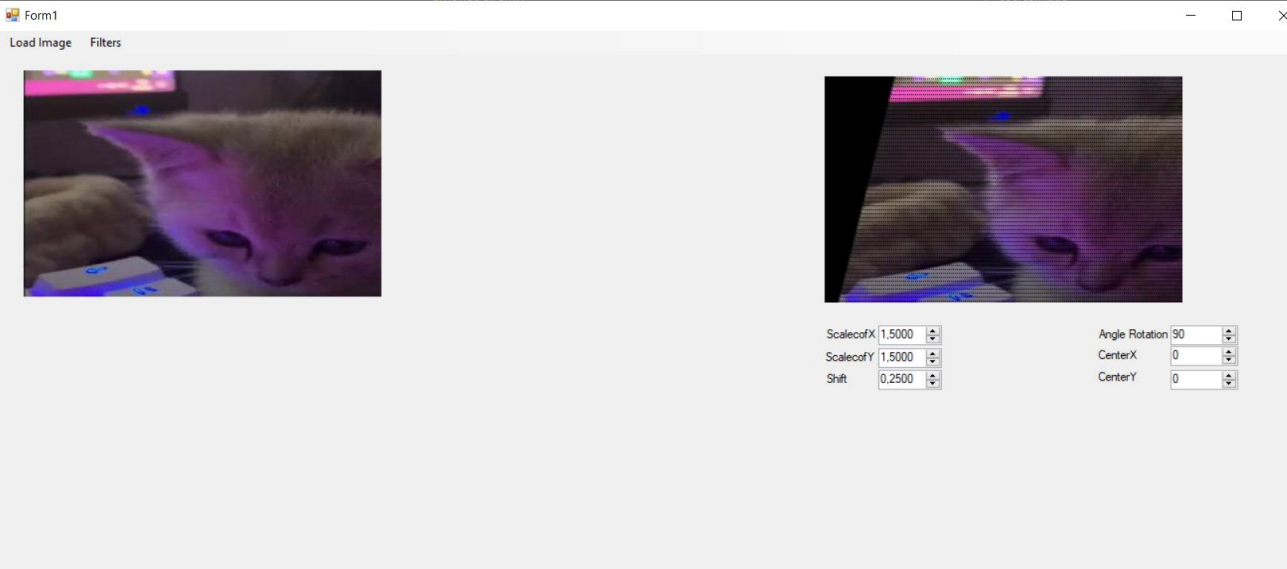 Form1
Load Image Filters
ScalecofX 1,5000
ScalecofY 1,5000
Shift 0,2500
Angle Rotation 90
CenterX 0
CenterY 0